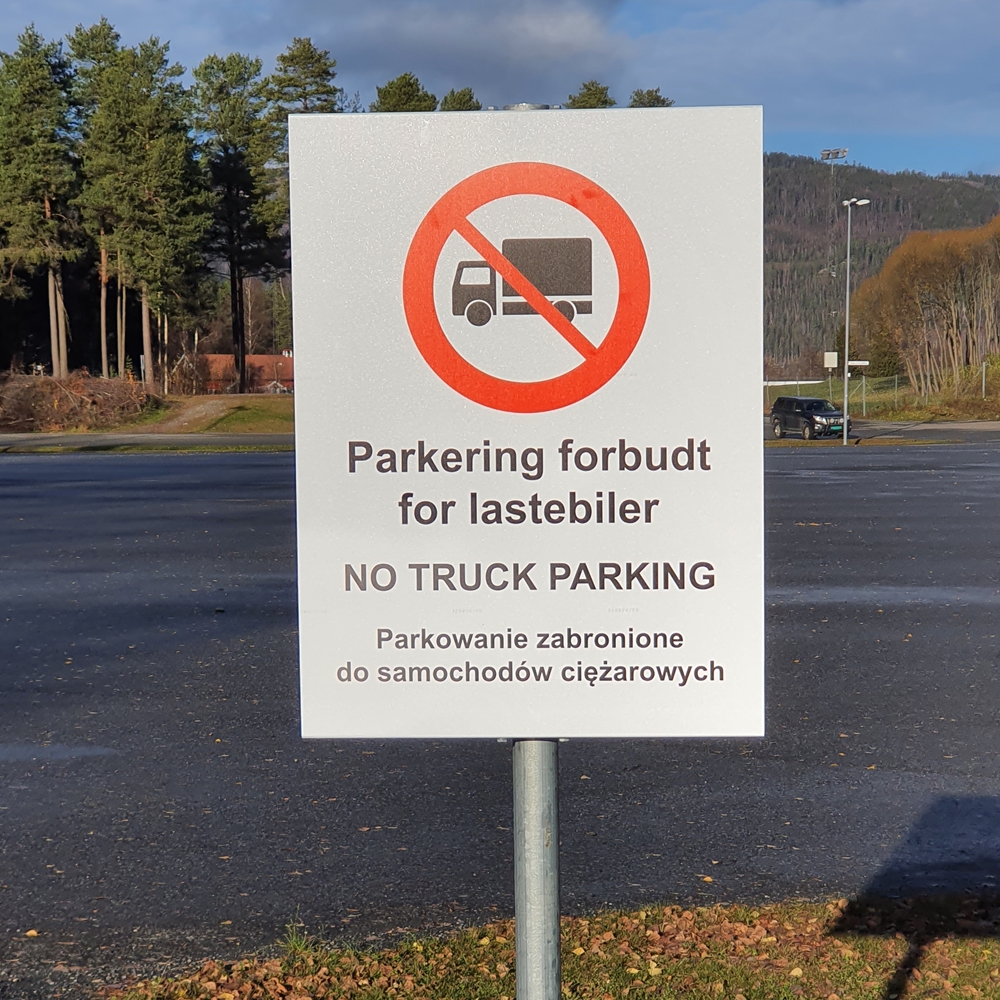 Parkering forbudt
for lastebiler
NO TRUCK PARKING
Parkowanie zabronione
do samochodów ciężarowych